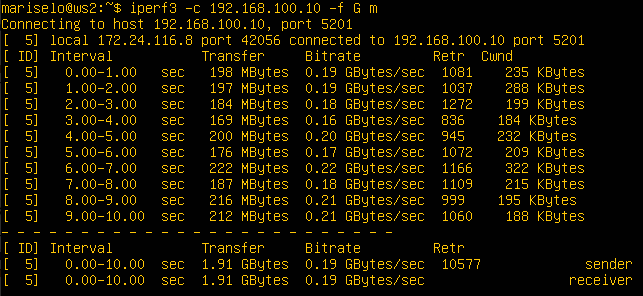 mariselo@ws2:~$ iperf3 -c 192.168.100.10 -f G m
Connecting to host 192.168.100.10, port 5201
[  5] local 172.24.116.8 port 42056 connected to 192.168.100.10 port 5201
[ ID] Interval           Transfer     Bitrate         Retr  Cwnd
[  5]   0.00-1.00   sec   198 MBytes  0.19 GBytes/sec  1081    235 KBytes
[  5]   1.00-2.00   sec   197 MBytes  0.19 GBytes/sec  1037    288 KBytes
[  5]   2.00-3.00   sec   184 MBytes  0.18 GBytes/sec  1272    199 KBytes
[  5]   3.00-4.00   sec   169 MBytes  0.16 GBytes/sec  836    184 KBytes
[  5]   4.00-5.00   sec   200 MBytes  0.20 GBytes/sec  945    232 KBytes
[  5]   5.00-6.00   sec   176 MBytes  0.17 GBytes/sec  1072    209 KBytes
[  5]   6.00-7.00   sec   222 MBytes  0.22 GBytes/sec  1166    322 KBytes
[  5]   7.00-8.00   sec   187 MBytes  0.18 GBytes/sec  1109    215 KBytes
[  5]   8.00-9.00   sec   216 MBytes  0.21 GBytes/sec  999    195 KBytes
[  5]   9.00-10.00  sec   212 MBytes  0.21 GBytes/sec  1060    188 KBytes
- - - - - - - - - - - - - - - - - - - - - - - - -
[ ID] Interval           Transfer     Bitrate         Retr
[  5]   0.00-10.00  sec  1.91 GBytes  0.19 GBytes/sec  10577             sender
[  5]   0.00-10.00  sec  1.91 GBytes  0.19 GBytes/sec                  receiver